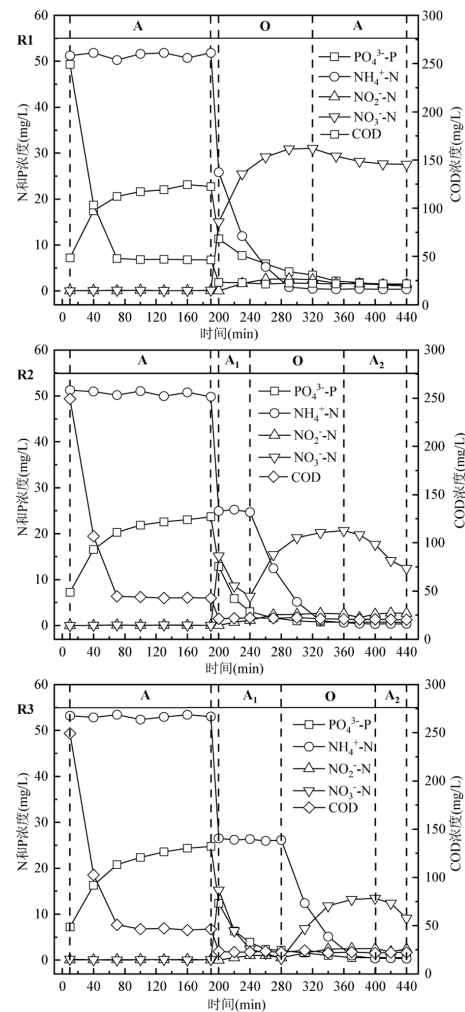 R1
A
O
A
60
50
40
30
20
10
0
N和P浓度(mg/L)
300
250
200
150
100
50
0
COD浓度(mg/L)
PO₄³⁻-P
NH₄⁺-N
NO₂⁻-N
NO₃⁻-N
COD
0 40 80 120 160 200 240 280 320 360 400 440
时间(min)
R2
A
A₁
O
A₂
60
50
40
30
20
10
0
N和P浓度(mg/L)
300
250
200
150
100
50
0
COD浓度(mg/L)
PO₄³⁻-P
NH₄⁺-N
NO₂⁻-N
NO₃⁻-N
COD
0 40 80 120 160 200 240 280 320 360 400 440
时间(min)
R3
A
A₁
O
A₂
60
50
40
30
20
10
0
N和P浓度(mg/L)
300
250
200
150
100
50
0
COD浓度(mg/L)
PO₄³⁻-P
NH₄⁺-N
NO₂⁻-N
NO₃⁻-N
COD
0 40 80 120 160 200 240 280 320 360 400 440
时间(min)